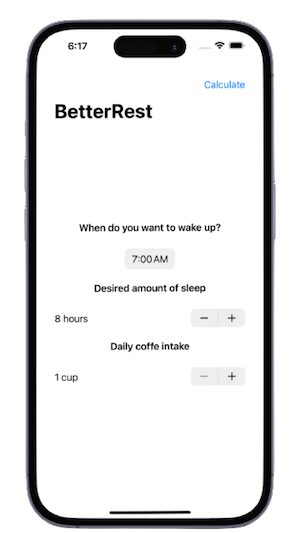 6:17
Calculate
BetterRest
When do you want to wake up?
7:00 AM
Desired amount of sleep
8 hours
− +
Daily coffe intake
1 cup
− +